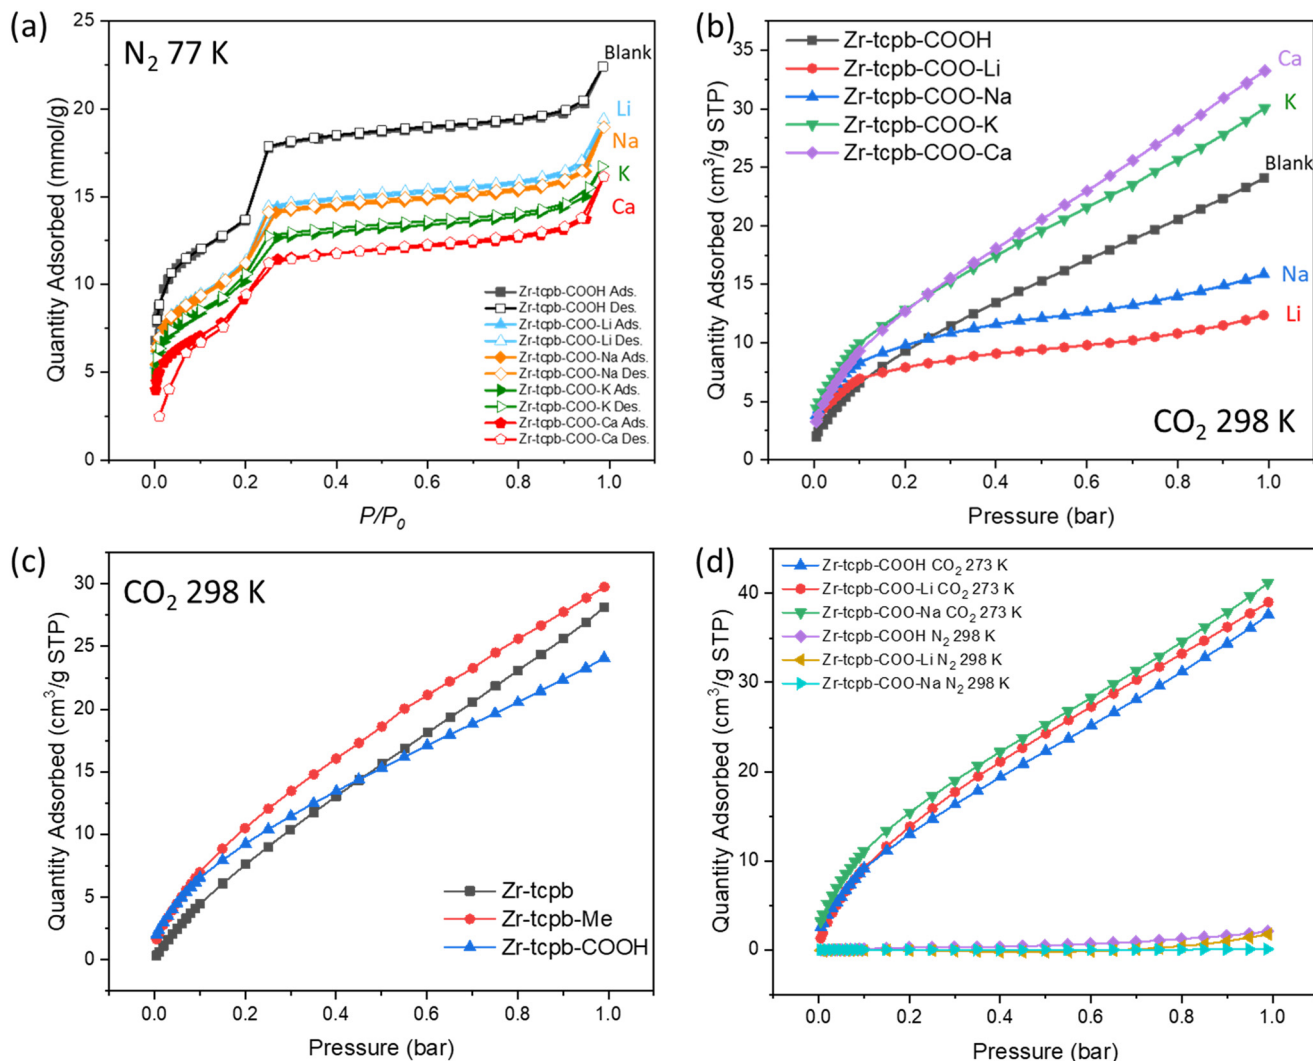 (a)
N2 77 K
Blank
Li
Na
K
Ca
Zr-tcpb-COOH Ads.
Zr-tcpb-COOH Des.
Zr-tcpb-COO-Li Ads.
Zr-tcpb-COO-Li Des.
Zr-tcpb-COO-Na Ads.
Zr-tcpb-COO-Na Des.
Zr-tcpb-COO-K Ads.
Zr-tcpb-COO-K Des.
Zr-tcpb-COO-Ca Ads.
Zr-tcpb-COO-Ca Des.
Quantity Adsorbed (mmol/g)
25
20
15
10
5
0
0.0 0.2 0.4 0.6 0.8 1.0
P/P0
(b)
Zr-tcpb-COOH
Zr-tcpb-COO-Li
Zr-tcpb-COO-Na
Zr-tcpb-COO-K
Zr-tcpb-COO-Ca
Ca
K
Blank
Na
Li
CO2 298 K
Quantity Adsorbed (cm3/g STP)
35
30
25
20
15
10
5
0
0.0 0.2 0.4 0.6 0.8 1.0
Pressure (bar)
(c)
CO2 298 K
Zr-tcpb
Zr-tcpb-Me
Zr-tcpb-COOH
Quantity Adsorbed (cm3/g STP)
30
25
20
15
10
5
0
0.0 0.2 0.4 0.6 0.8 1.0
Pressure (bar)
(d)
Zr-tcpb-COOH CO2 273 K
Zr-tcpb-COO-Li CO2 273 K
Zr-tcpb-COO-Na CO2 273 K
Zr-tcpb-COOH N2 298 K
Zr-tcpb-COO-Li N2 298 K
Zr-tcpb-COO-Na N2 298 K
Quantity Adsorbed (cm3/g STP)
40
30
20
10
0
0.0 0.2 0.4 0.6 0.8 1.0
Pressure (bar)